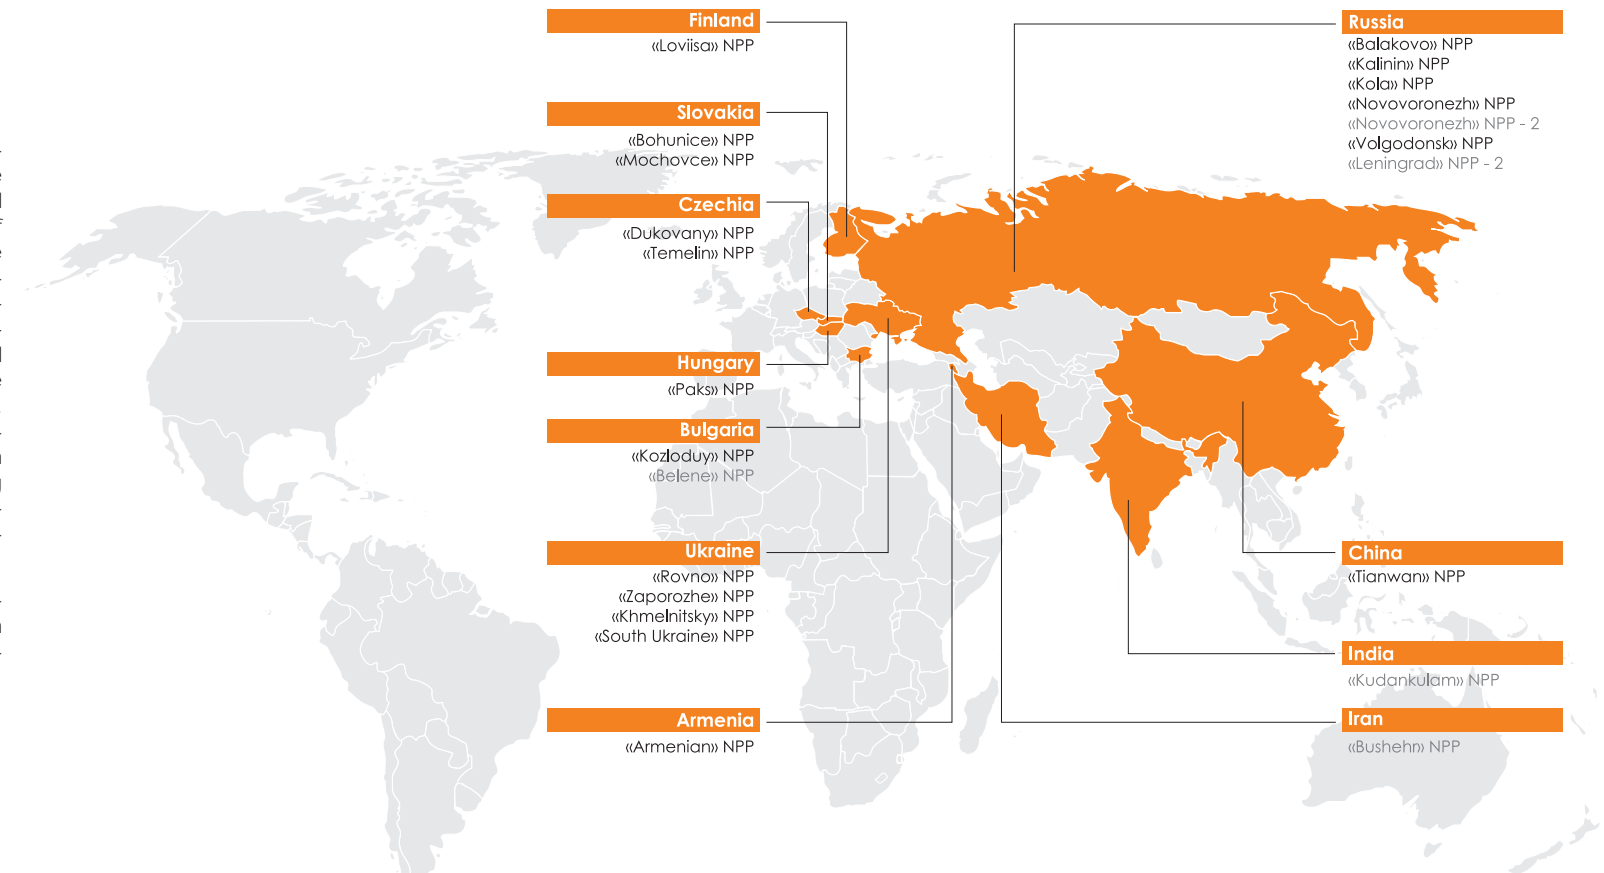 Finland
«Loviisa» NPP
Slovakia
«Bohunice» NPP
«Mochovce» NPP
Czechia
«Dukovany» NPP
«Temelin» NPP
Hungary
«Paks» NPP
Bulgaria
«Kozloduy» NPP
«Belene» NPP
Ukraine
«Rovno» NPP
«Zaporozhe» NPP
«Khmelnitsky» NPP
«South Ukraine» NPP
Armenia
«Armenian» NPP
Russia
«Balakovo» NPP
«Kalinin» NPP
«Kola» NPP
«Novovoronezh» NPP
«Novovoronezh» NPP - 2
«Volgodonsk» NPP
«Leningrad» NPP - 2
China
«Tianwan» NPP
India
«Kudankulam» NPP
Iran
«Bushehr» NPP